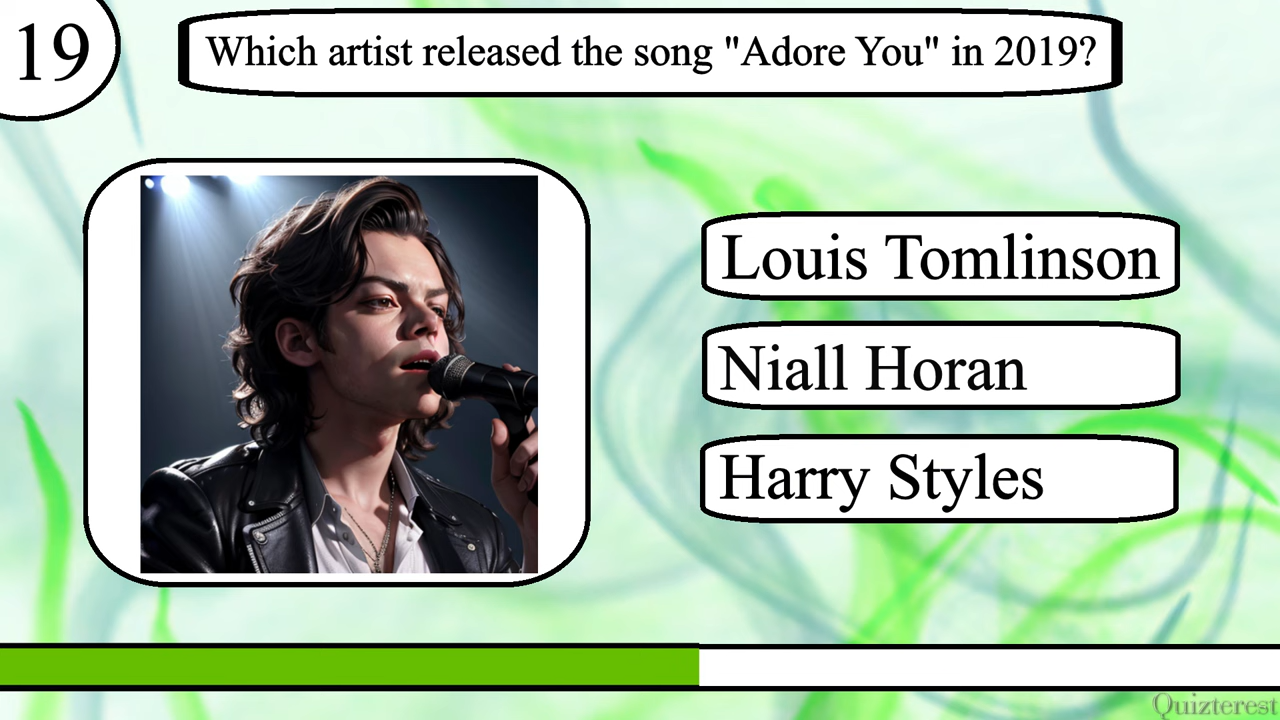 19
Which artist released the song "Adore You" in 2019?
Louis Tomlinson
Niall Horan
Harry Styles
Quizterest